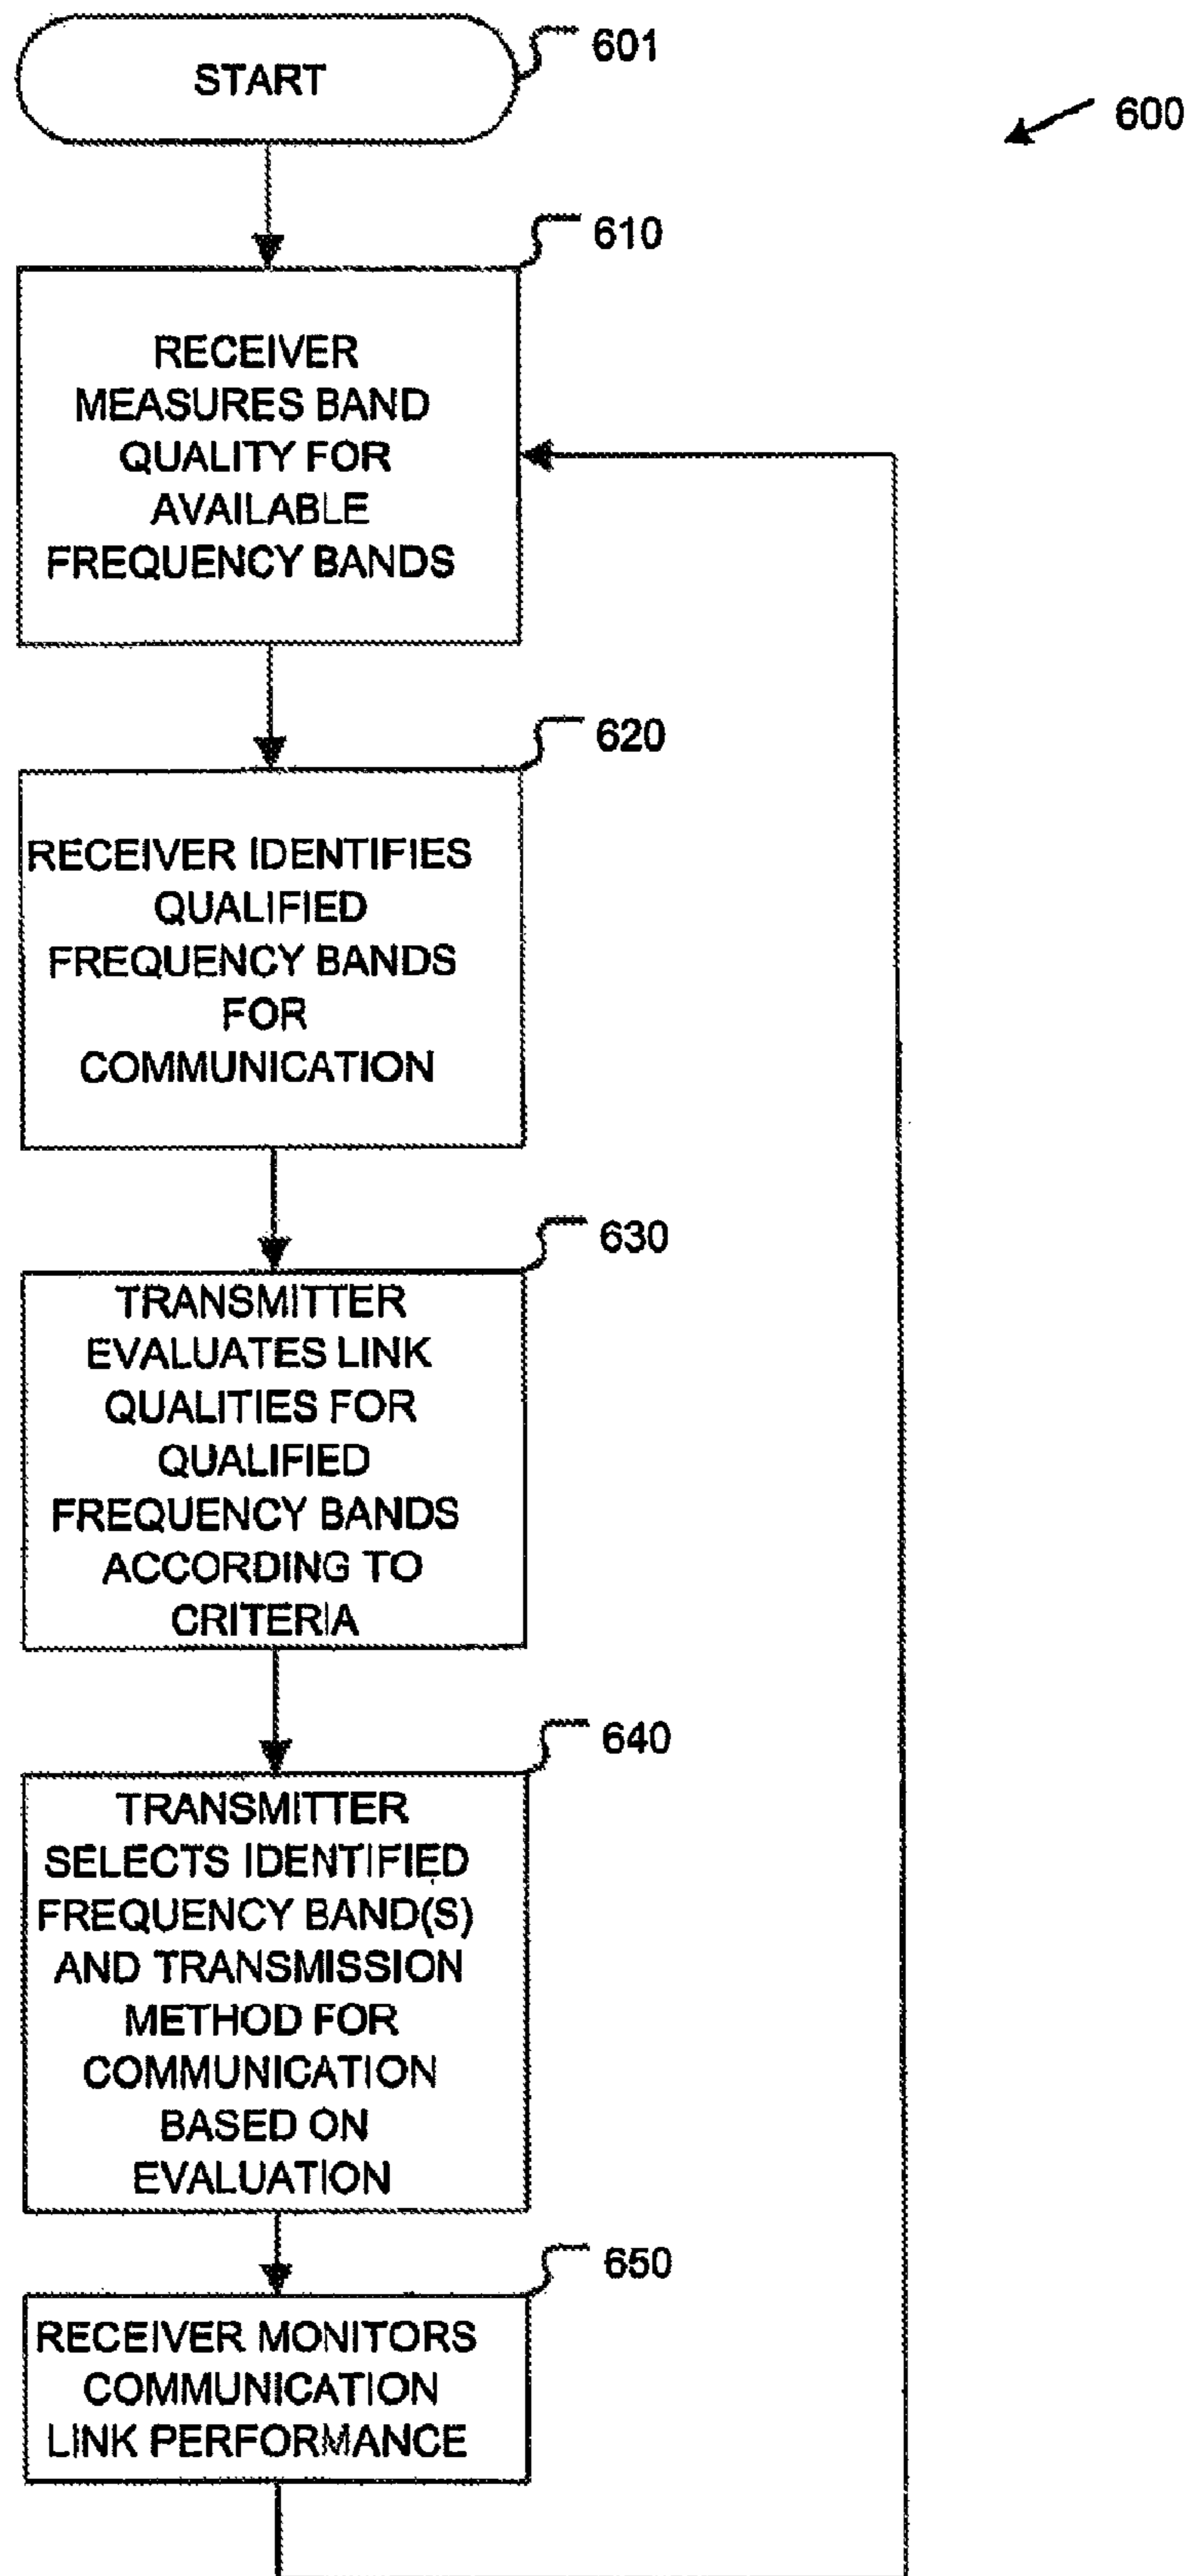 START
601
600
610
RECEIVER
MEASURES BAND
QUALITY FOR
AVAILABLE
FREQUENCY BANDS
620
RECEIVER IDENTIFIES
QUALIFIED
FREQUENCY BANDS
FOR
COMMUNICATION
630
TRANSMITTER
EVALUATES LINK
QUALITIES FOR
QUALIFIED
FREQUENCY BANDS
ACCORDING TO
CRITERIA
640
TRANSMITTER
SELECTS IDENTIFIED
FREQUENCY BAND(S)
AND TRANSMISSION
METHOD FOR
COMMUNICATION
BASED ON
EVALUATION
650
RECEIVER MONITORS
COMMUNICATION
LINK PERFORMANCE